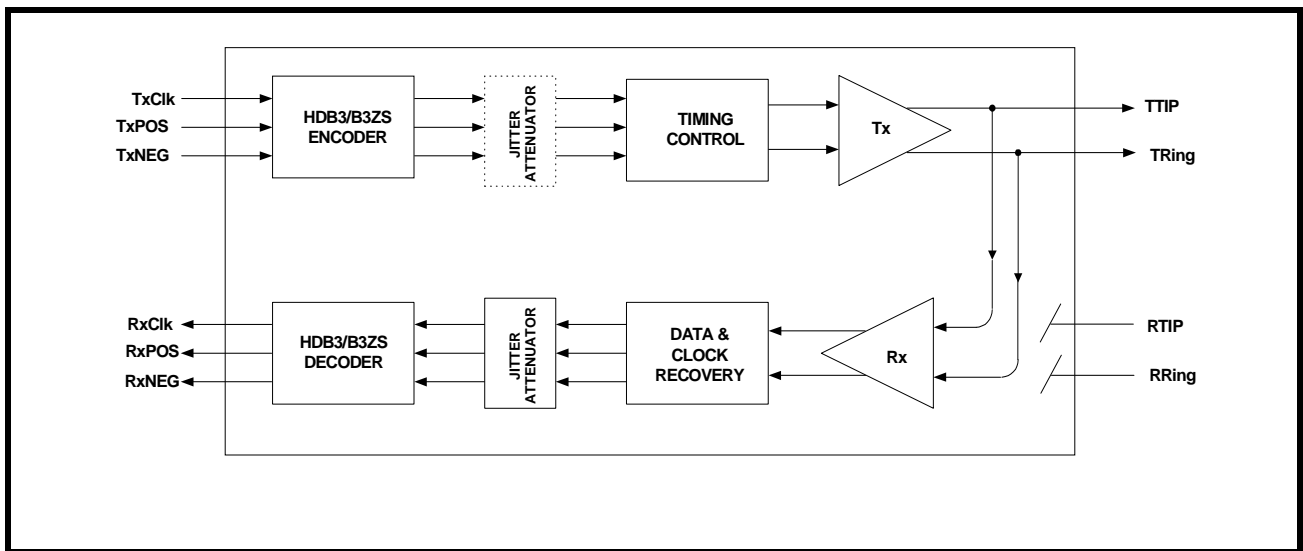 TxClk
TxPOS
TxNEG
HDB3/B3ZS
ENCODER
JITTER
ATTENUATOR
TIMING
CONTROL
Tx
TTIP
TRing
RxClk
RxPOS
RxNEG
HDB3/B3ZS
DECODER
JITTER
ATTENUATOR
DATA &
CLOCK
RECOVERY
Rx
RTIP
RRing